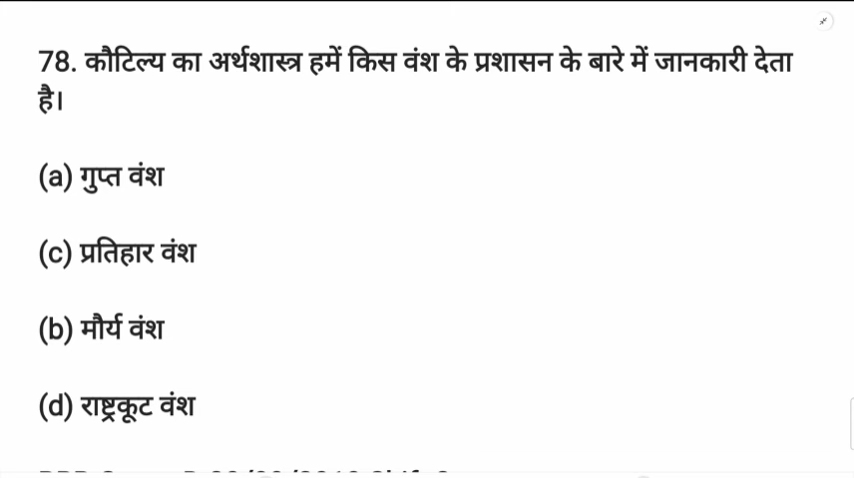 78. कौटिल्य का अर्थशास्त्र हमें किस वंश के प्रशासन के बारे में जानकारी देता
है।
(a) गुप्त वंश
(c) प्रतिहार वंश
(b) मौर्य वंश
(d) राष्ट्रकूट वंश